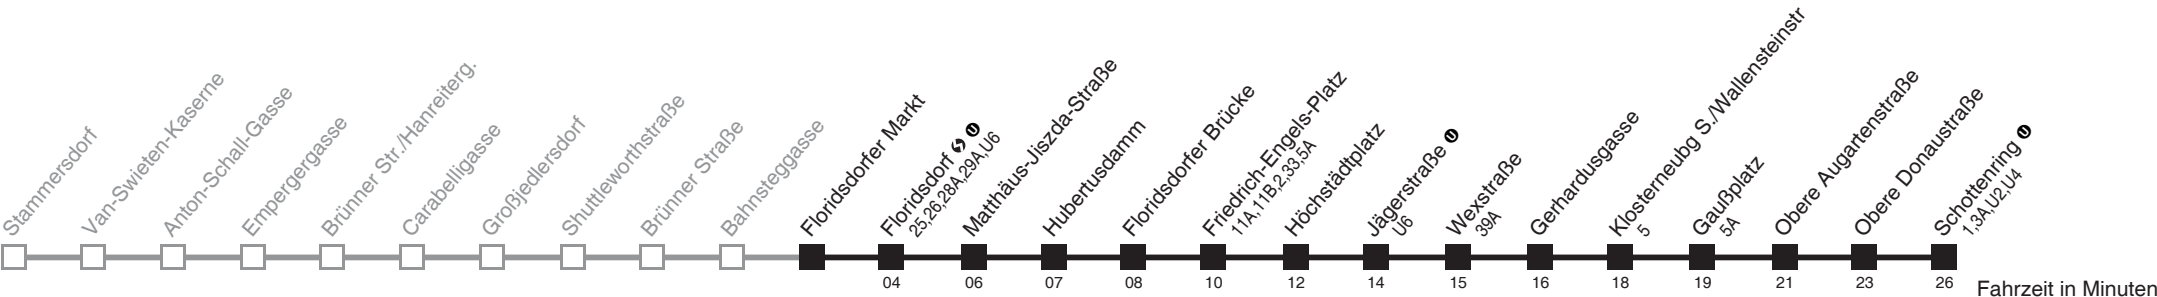 Stammersdorf
Van-Swieten-Kaserne
Anton-Schall-Gasse
Empergergasse
Brünner Str./Hanreiterg.
Carabelligasse
Großjedlersdorf
Shuttleworthstraße
Brünner Straße
Bahnsteggasse
Floridsdorfer Markt
Floridsdorf S U
25,26,28A,29A,U6
Matthäus-Jiszda-Straße
Hubertusdamm
Floridsdorfer Brücke
Friedrich-Engels-Platz
11A,11B,2,33,5A
Höchstädtplatz
Jägerstraße U
U6
Wexstraße
39A
Gerhardusgasse
Klosterneubg S./Wallensteinstr
5
Gaußplatz
5A
Obere Augartenstraße
Obere Donaustraße
Schottenring U
1,3A,U2,U4
04 06 07 08 10 12 14 15 16 18 19 21 23 26
Fahrzeit in Minuten